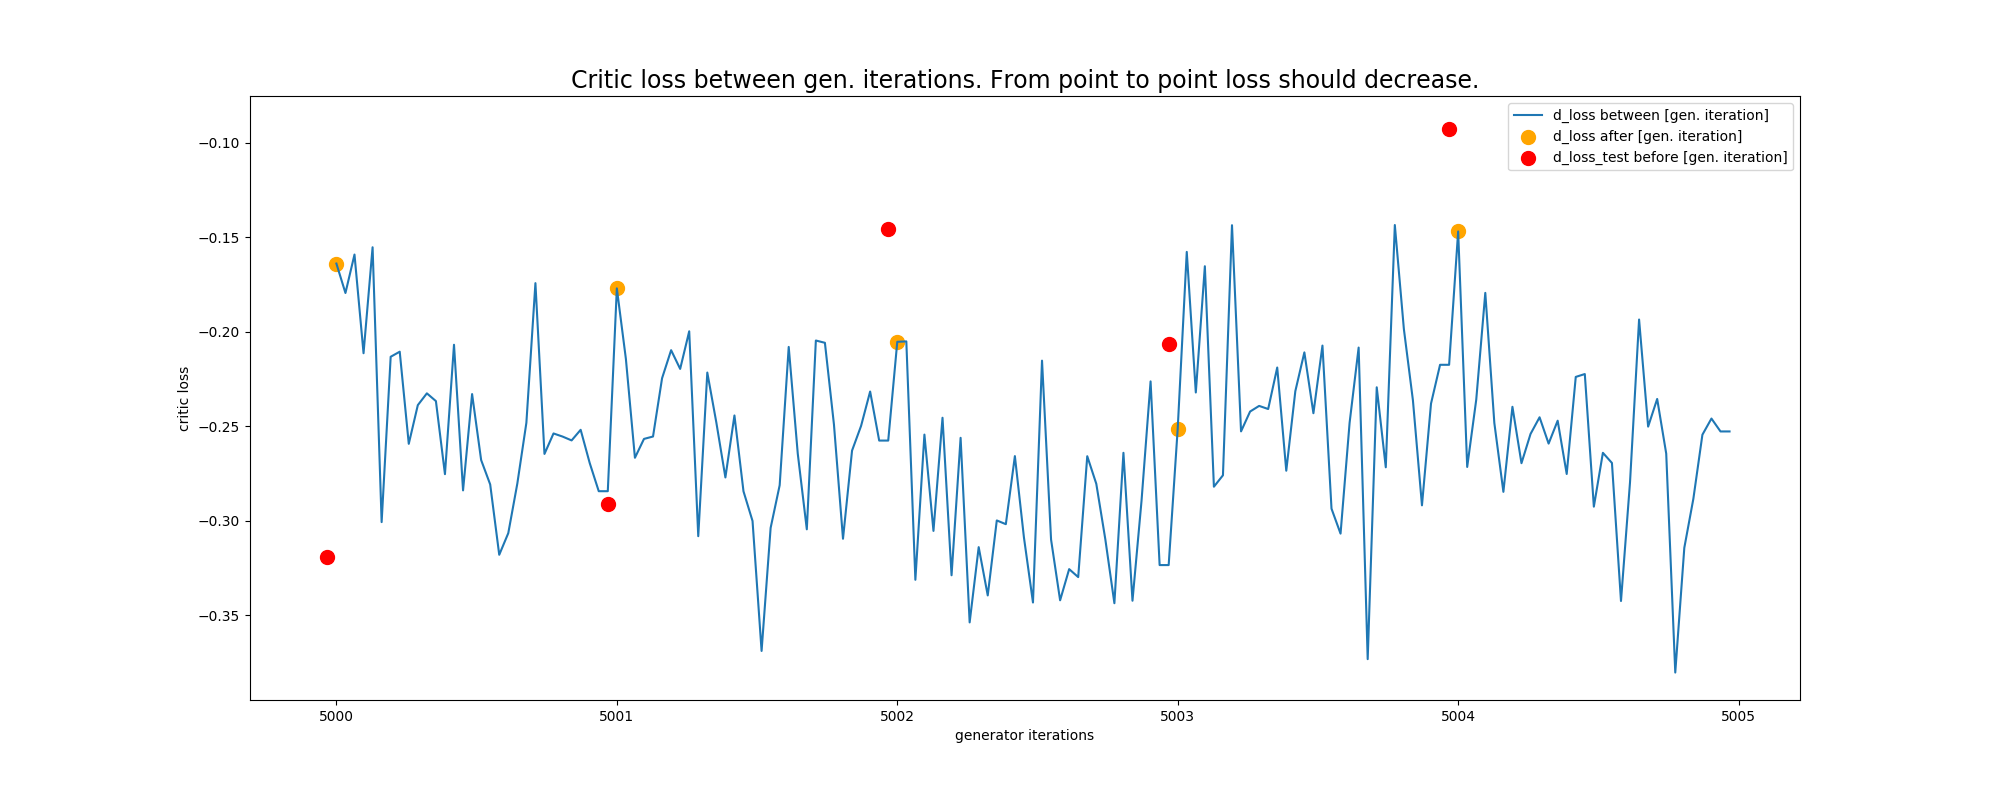 Critic loss between gen. iterations. From point to point loss should decrease.
d_loss between [gen. iteration]
d_loss after [gen. iteration]
d_loss_test before [gen. iteration]
critic loss
−0.10
−0.15
−0.20
−0.25
−0.30
−0.35
5000 5001 5002 5003 5004 5005
generator iterations